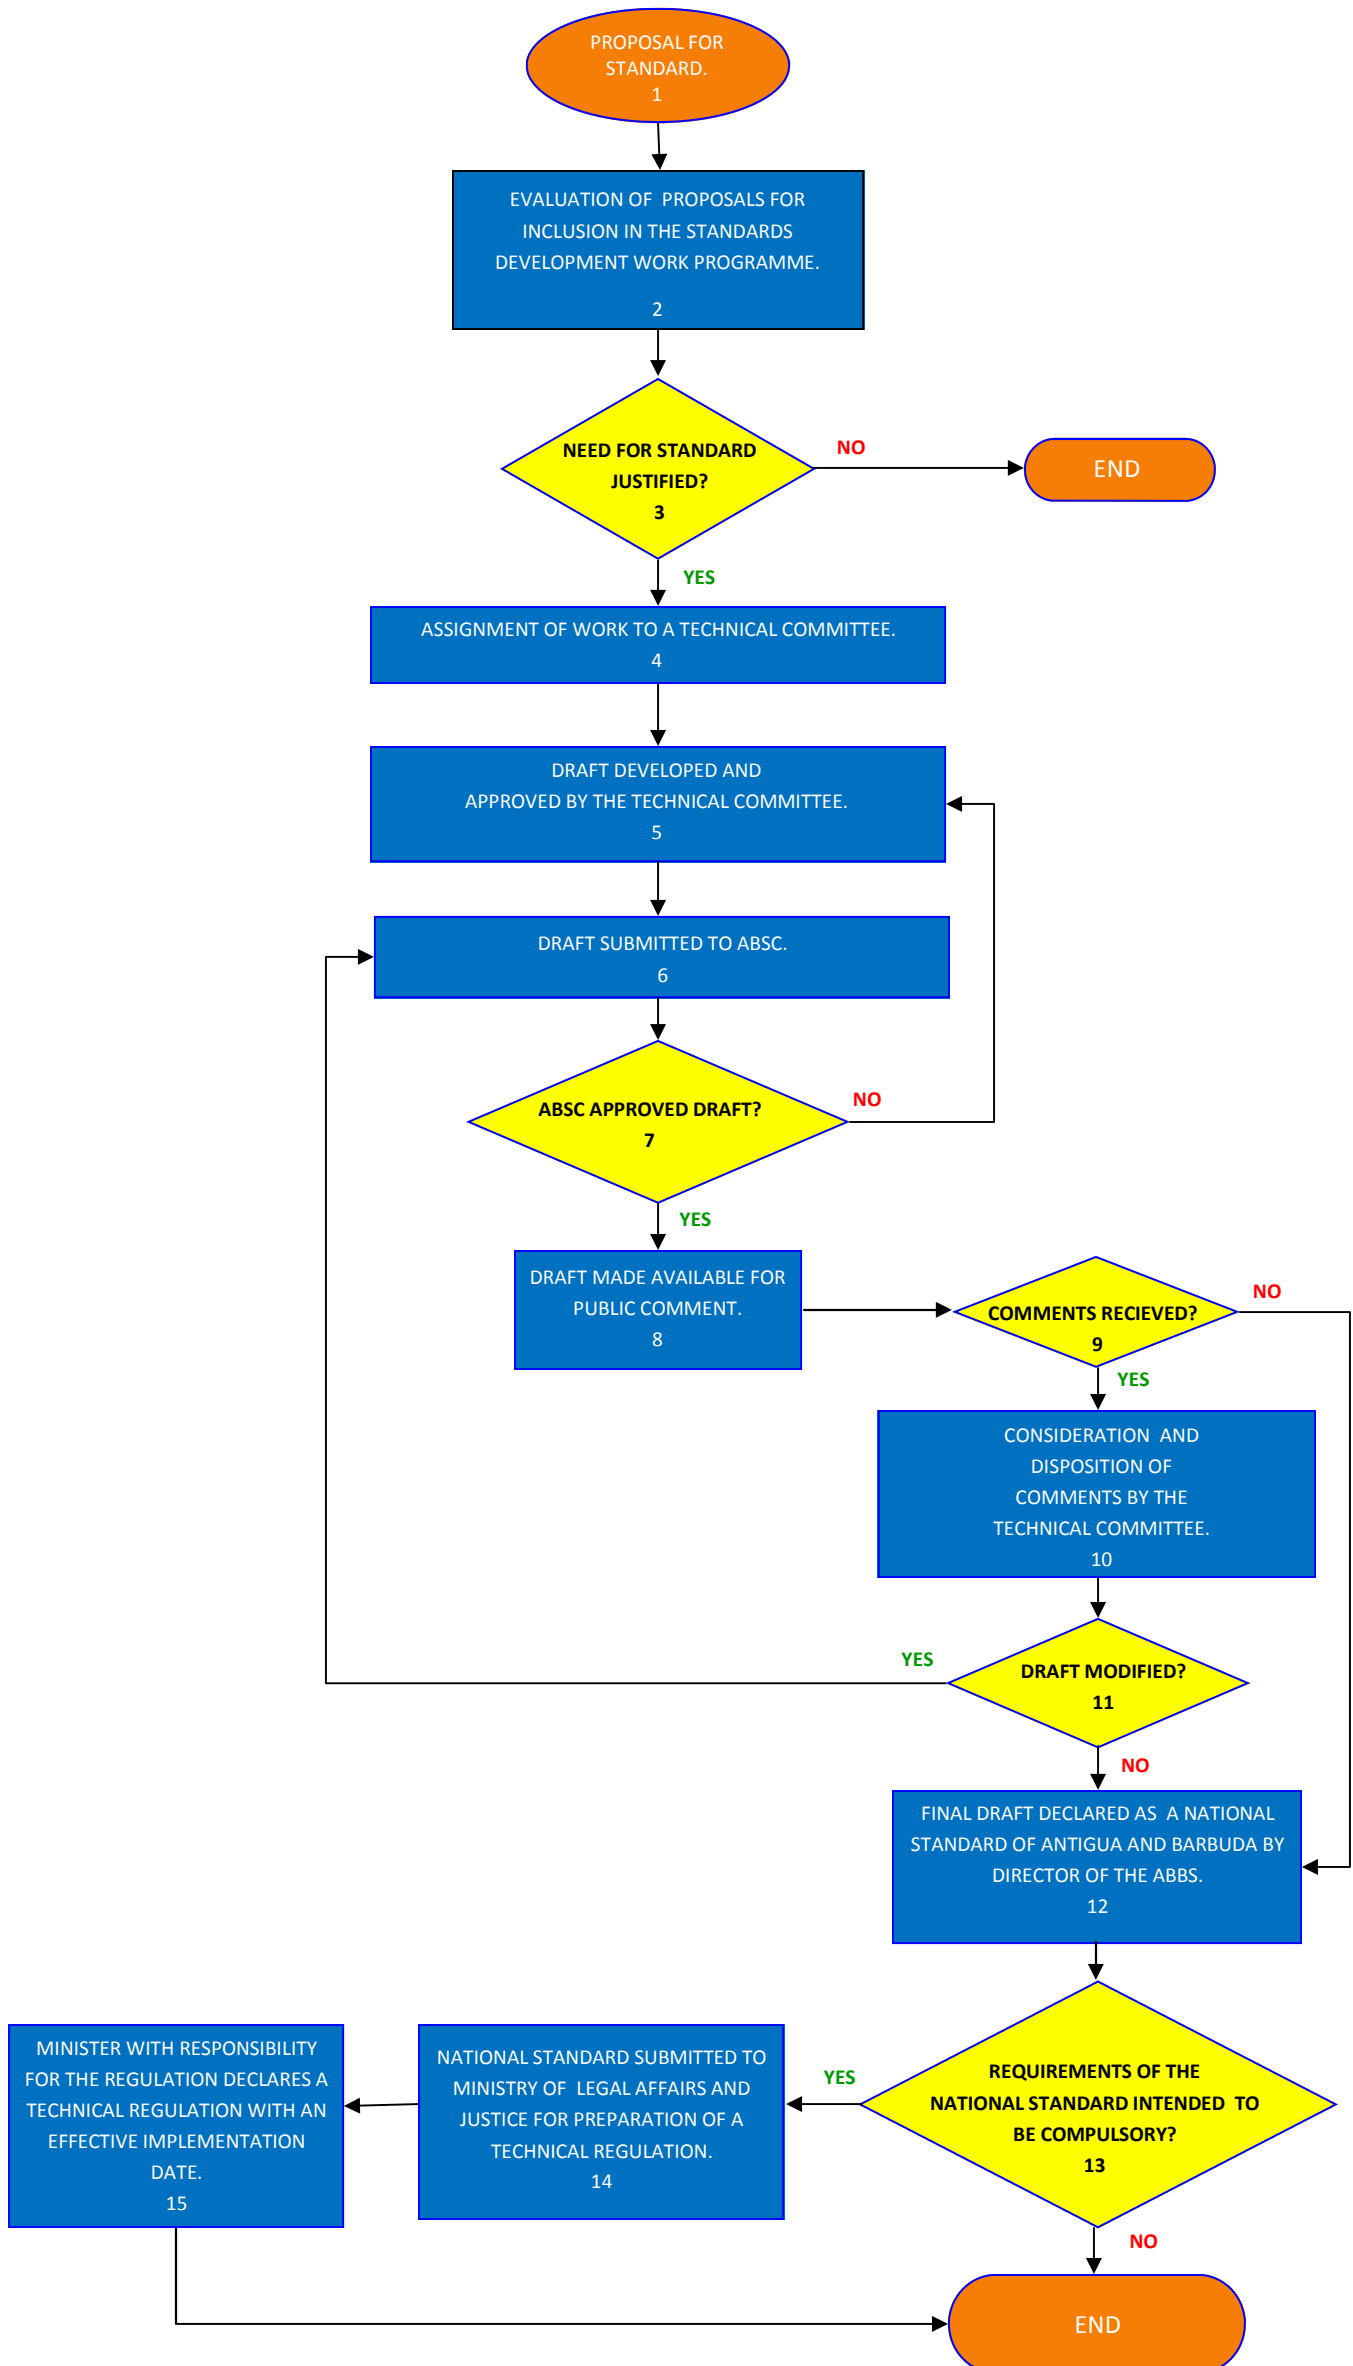 PROPOSAL FOR
STANDARD.
1
EVALUATION OF  PROPOSALS FOR
INCLUSION IN THE STANDARDS
DEVELOPMENT WORK PROGRAMME.
2
NEED FOR STANDARD
JUSTIFIED?
3
NO
END
YES
ASSIGNMENT OF WORK TO A TECHNICAL COMMITTEE.
4
DRAFT DEVELOPED AND
APPROVED BY THE TECHNICAL COMMITTEE.
5
DRAFT SUBMITTED TO ABSC.
6
ABSC APPROVED DRAFT?
7
NO
YES
DRAFT MADE AVAILABLE FOR
PUBLIC COMMENT.
8
COMMENTS RECIEVED?
9
NO
YES
CONSIDERATION  AND
DISPOSITION OF
COMMENTS BY THE
TECHNICAL COMMITTEE.
10
DRAFT MODIFIED?
11
YES
NO
FINAL DRAFT DECLARED AS  A NATIONAL
STANDARD OF ANTIGUA AND BARBUDA BY
DIRECTOR OF THE ABBS.
12
REQUIREMENTS OF THE
NATIONAL STANDARD INTENDED  TO
BE COMPULSORY?
13
YES
NATIONAL STANDARD SUBMITTED TO
MINISTRY OF  LEGAL AFFAIRS AND
JUSTICE FOR PREPARATION OF A
TECHNICAL REGULATION.
14
MINISTER WITH RESPONSIBILITY
FOR THE REGULATION DECLARES A
TECHNICAL REGULATION WITH AN
EFFECTIVE IMPLEMENTATION
DATE.
15
NO
END